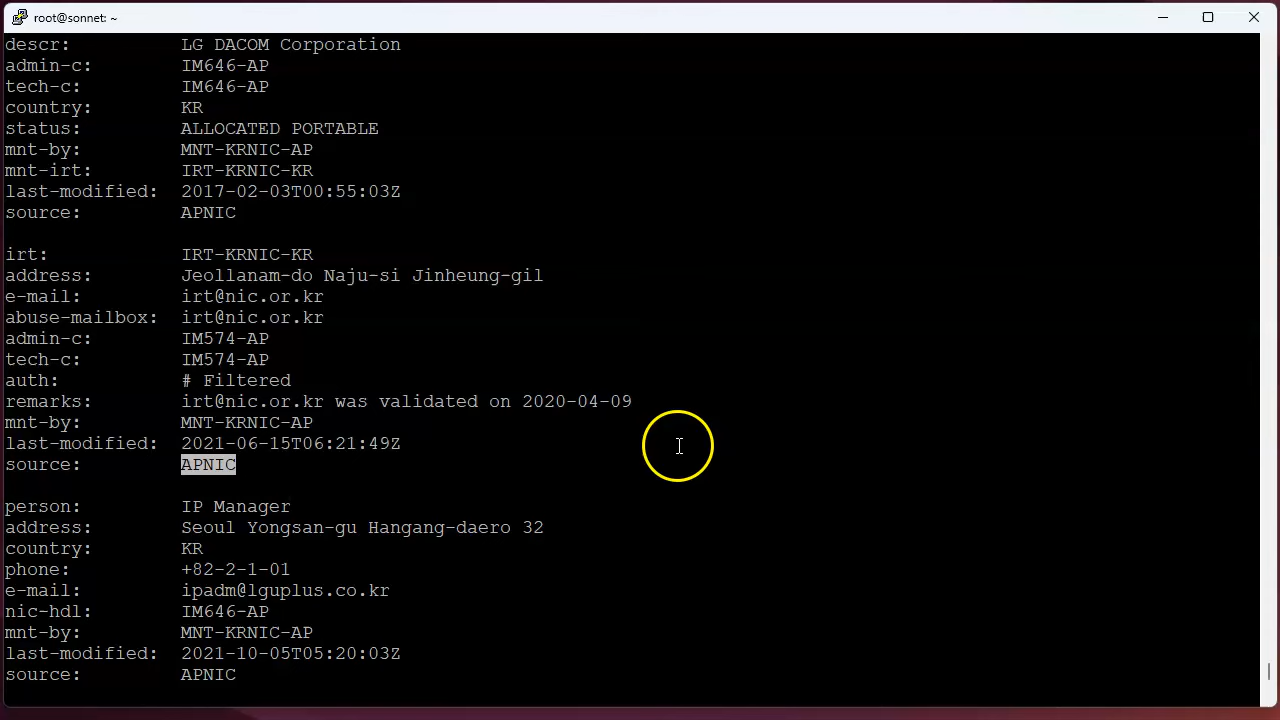 root@sonnet: ~
descr: LG DACOM Corporation
admin-c: IM646-AP
tech-c: IM646-AP
country: KR
status: ALLOCATED PORTABLE
mnt-by: MNT-KRNIC-AP
mnt-irt: IRT-KRNIC-KR
last-modified: 2017-02-03T00:55:03Z
source: APNIC
irt: IRT-KRNIC-KR
address: Jeollanam-do Naju-si Jinheung-gil
e-mail: irt@nic.or.kr
abuse-mailbox: irt@nic.or.kr
admin-c: IM574-AP
tech-c: IM574-AP
auth: # Filtered
remarks: irt@nic.or.kr was validated on 2020-04-09
mnt-by: MNT-KRNIC-AP
last-modified: 2021-06-15T06:21:49Z
source: APNIC
person: IP Manager
address: Seoul Yongsan-gu Hangang-daero 32
country: KR
phone: +82-2-1-01
e-mail: ipadm@lguplus.co.kr
nic-hdl: IM646-AP
mnt-by: MNT-KRNIC-AP
last-modified: 2021-10-05T05:20:03Z
source: APNIC